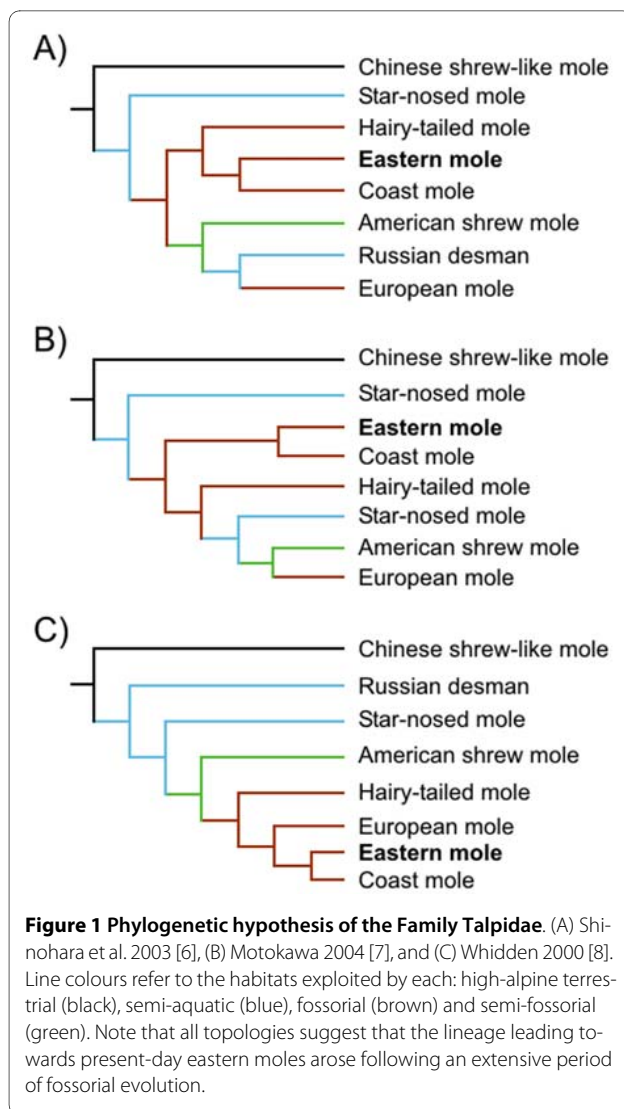 A)
Chinese shrew-like mole
Star-nosed mole
Hairy-tailed mole
Eastern mole
Coast mole
American shrew mole
Russian desman
European mole
B)
Chinese shrew-like mole
Star-nosed mole
Eastern mole
Coast mole
Hairy-tailed mole
Star-nosed mole
American shrew mole
European mole
C)
Chinese shrew-like mole
Russian desman
Star-nosed mole
American shrew mole
Hairy-tailed mole
European mole
Eastern mole
Coast mole
Figure 1 Phylogenetic hypothesis of the Family Talpidae. (A) Shi-
nohara et al. 2003 [6], (B) Motokawa 2004 [7], and (C) Whidden 2000 [8].
Line colours refer to the habitats exploited by each: high-alpine terres-
trial (black), semi-aquatic (blue), fossorial (brown) and semi-fossorial
(green). Note that all topologies suggest that the lineage leading to-
wards present-day eastern moles arose following an extensive period
of fossorial evolution.